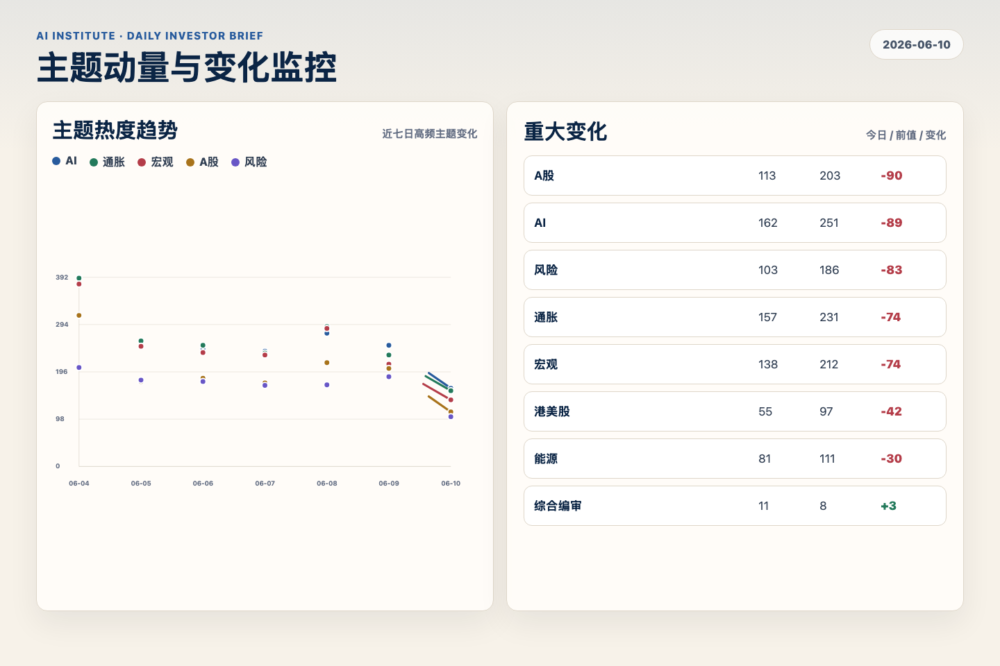 AI INSTITUTE · DAILY INVESTOR BRIEF
主题动量与变化监控
2026-06-10
主题热度趋势
近七日高频主题变化
AI 通胀 宏观 A股 风险
392
294
196
98
0
06-04 06-05 06-06 06-07 06-08 06-09 06-10
重大变化
今日 / 前值 / 变化
A股 113 203 -90
AI 162 251 -89
风险 103 186 -83
通胀 157 231 -74
宏观 138 212 -74
港美股 55 97 -42
能源 81 111 -30
综合编审 11 8 +3